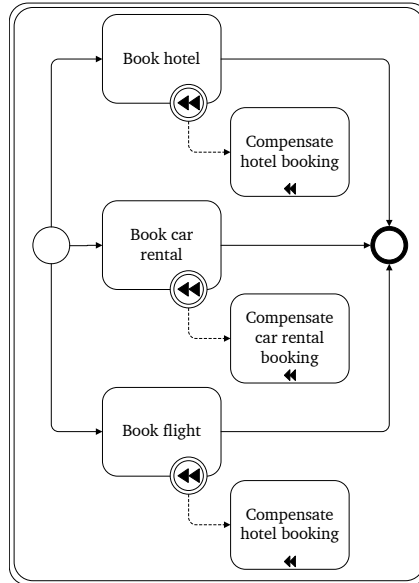 Book hotel
Compensate
hotel booking
Book car
rental
Compensate
car rental
booking
Book flight
Compensate
hotel booking